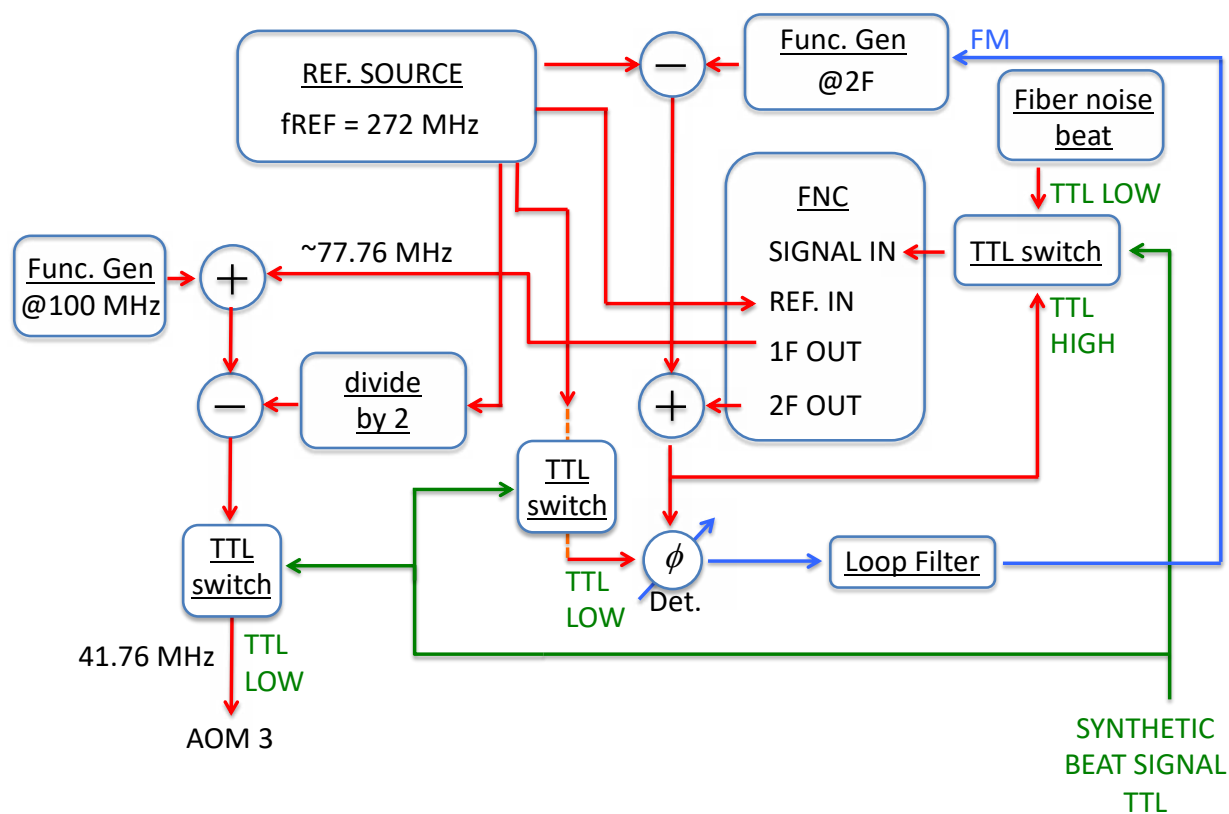 REF. SOURCE
fREF = 272 MHz
−
Func. Gen
@2F
FM
Fiber noise
beat
TTL LOW
FNC
SIGNAL IN
REF. IN
1F OUT
2F OUT
TTL switch
TTL
HIGH
Func. Gen
@100 MHz
+
~77.76 MHz
−
divide
by 2
+
TTL
switch
TTL
switch
TTL
LOW
ϕ
Det.
Loop Filter
41.76 MHz
TTL
LOW
AOM 3
SYNTHETIC
BEAT SIGNAL
TTL